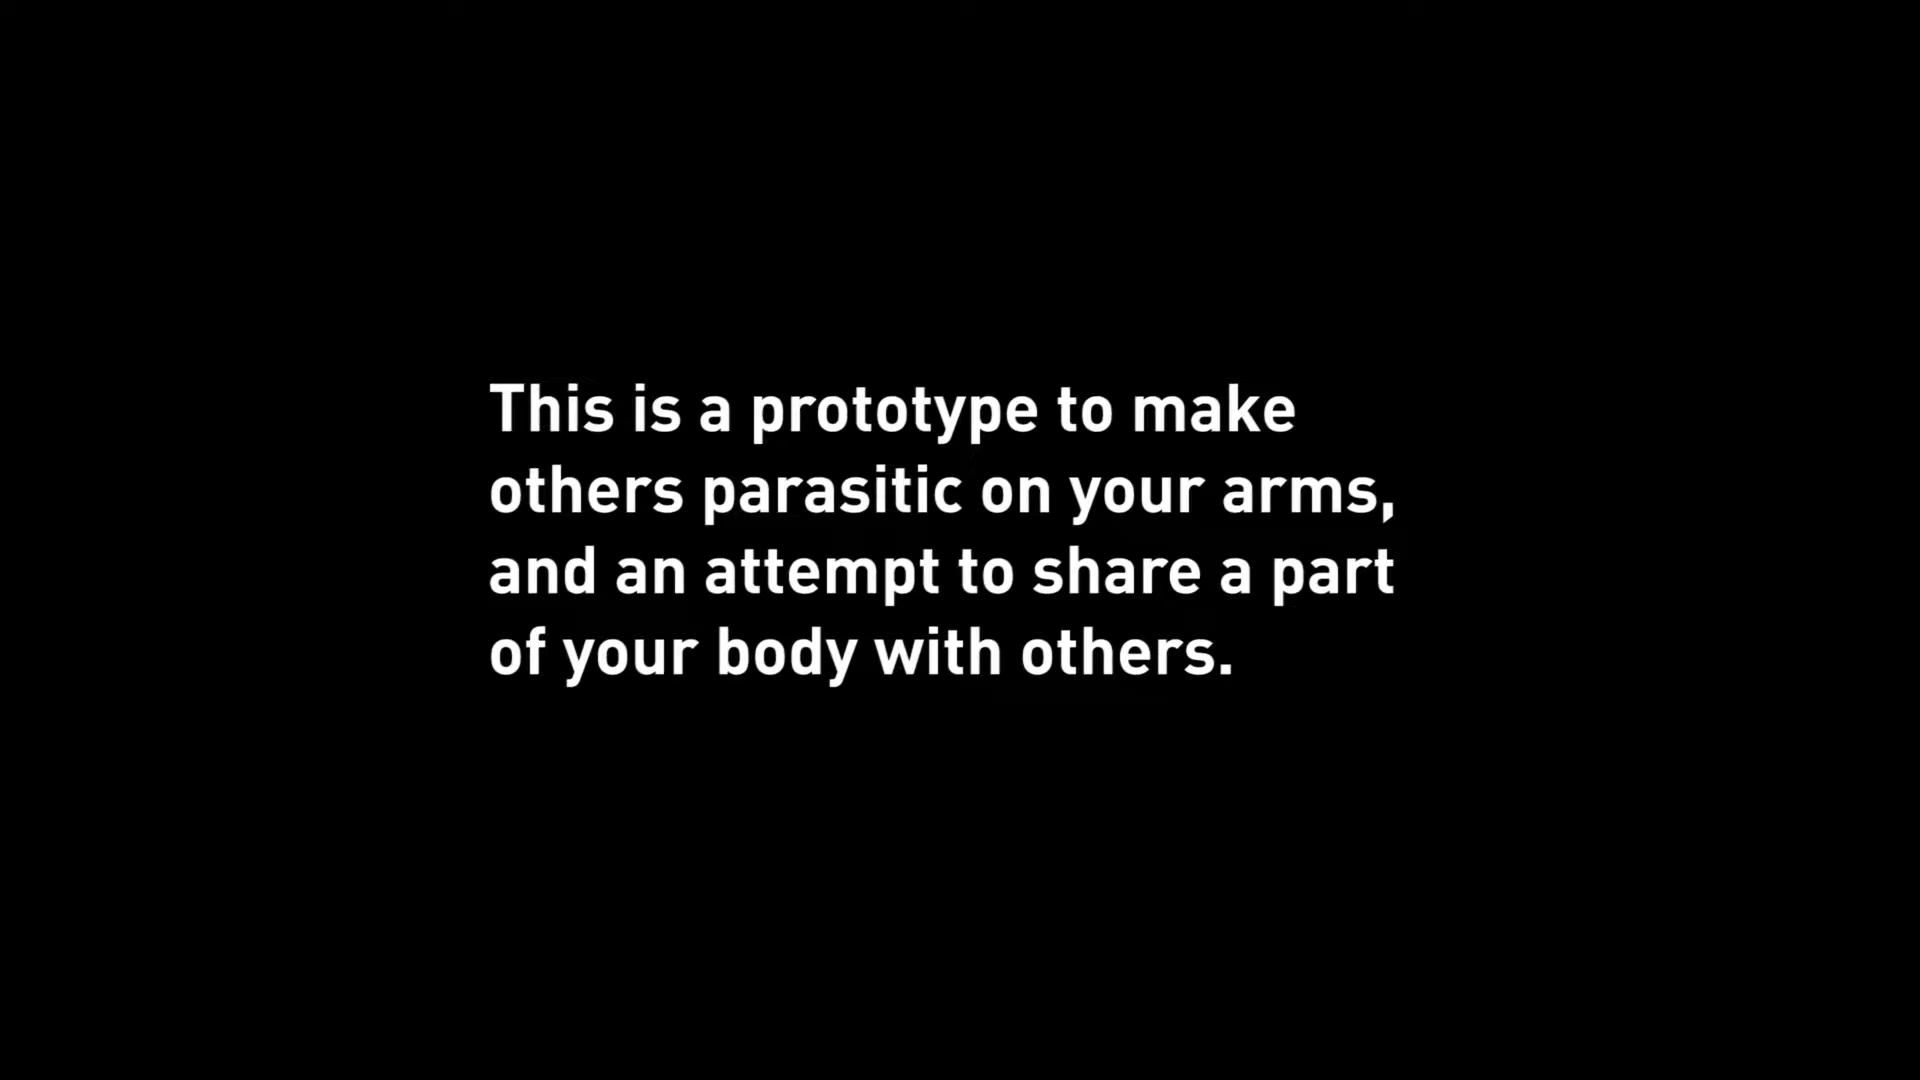 This is a prototype to make
others parasitic on your arms,
and an attempt to share a part
of your body with others.